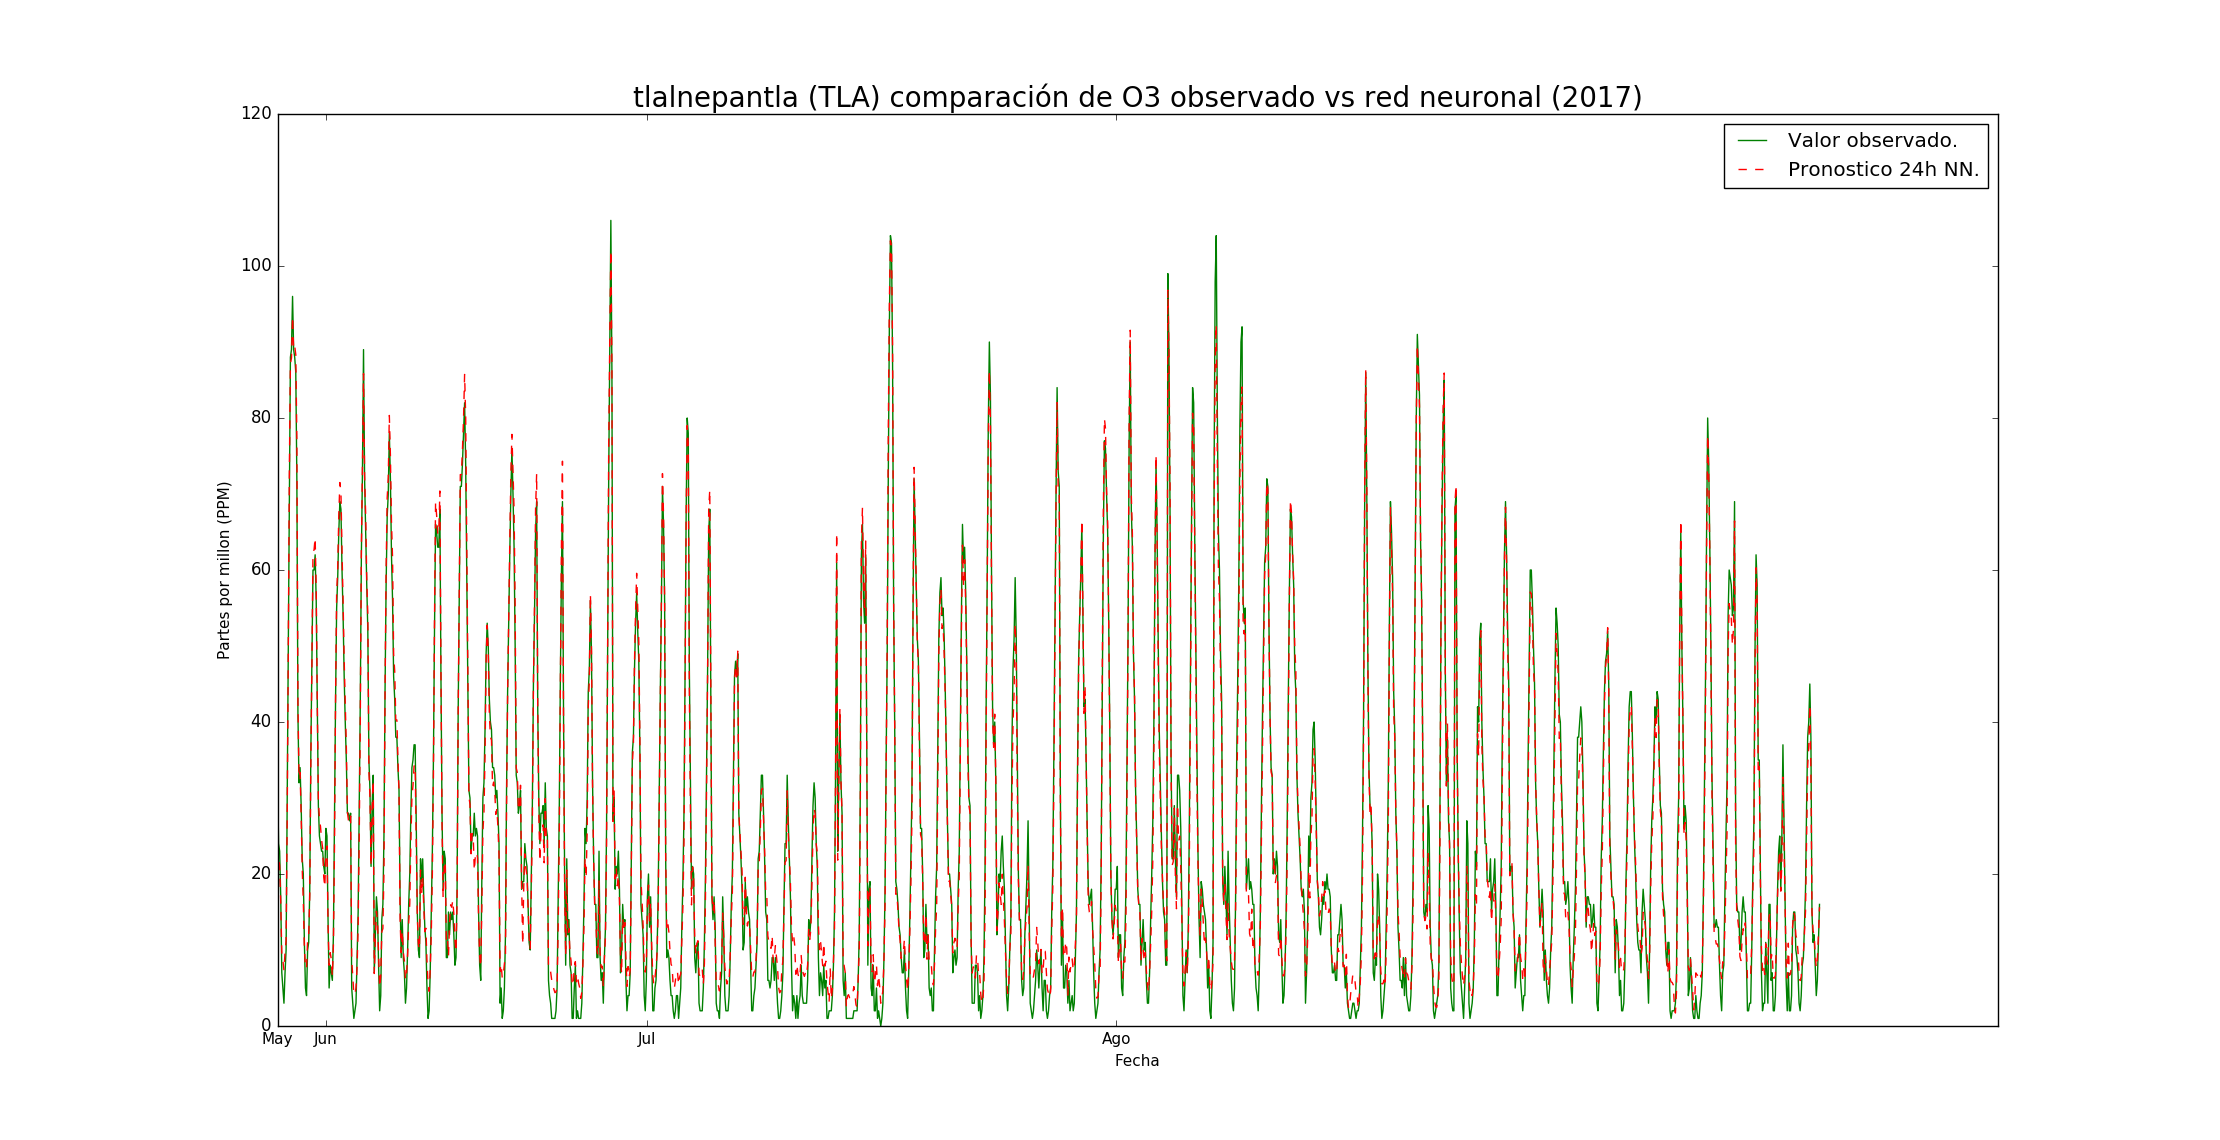 tlalnepantla (TLA) comparación de O3 observado vs red neuronal (2017)
Valor observado.
Pronostico 24h NN.
Partes por millon (PPM)
120
100
80
60
40
20
0
May Jun Jul Ago
Fecha